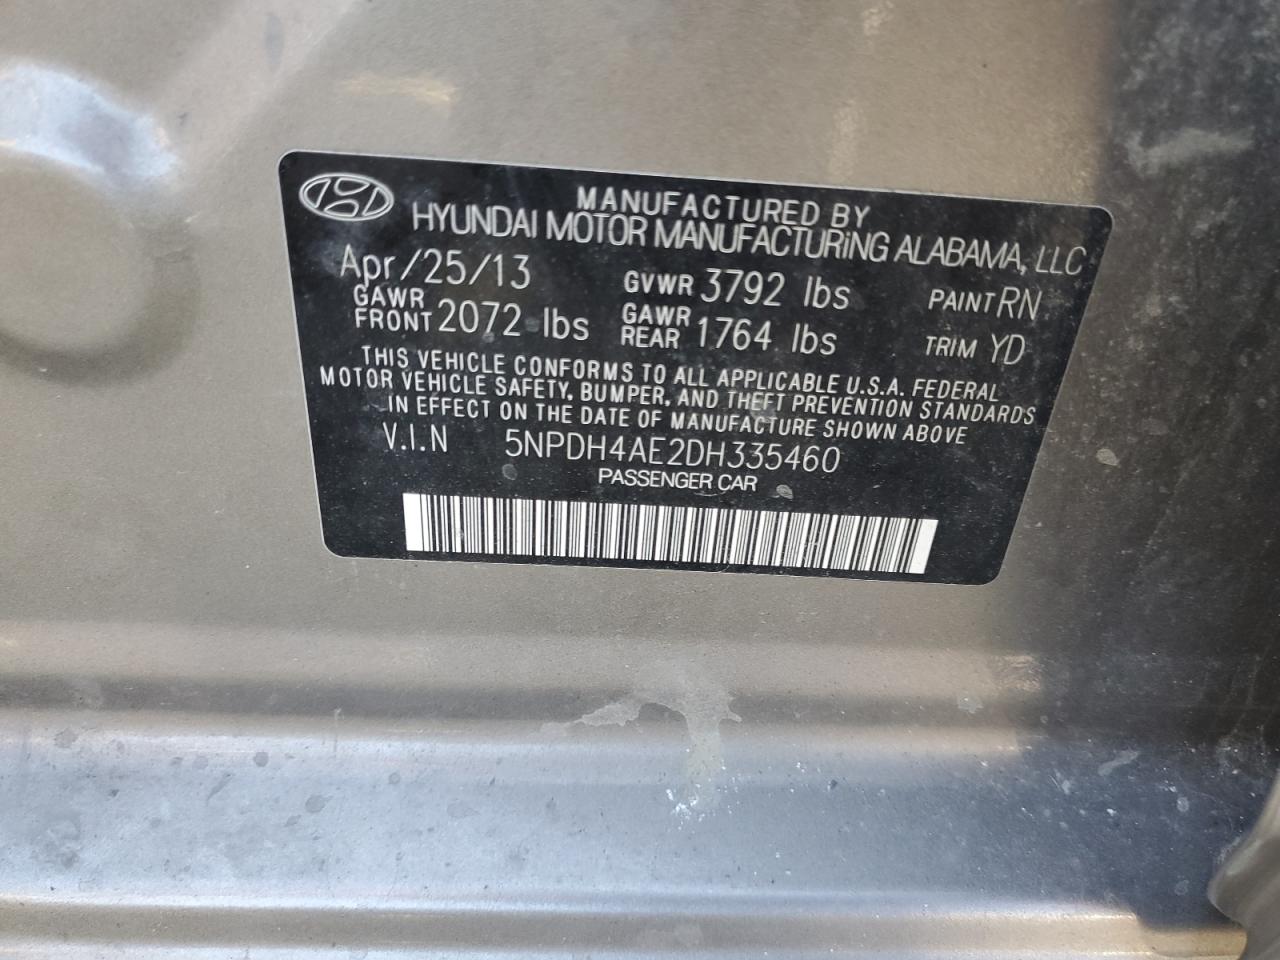 MANUFACTURED BY
HYUNDAI MOTOR MANUFACTURiNG ALABAMA, LLC
Apr/25/13 GVWR 3792 lbs PAINT RN
GAWR FRONT 2072 lbs GAWR REAR 1764 lbs TRIM YD
THIS VEHICLE CONFORMS TO ALL APPLICABLE U.S.A. FEDERAL
MOTOR VEHICLE SAFETY, BUMPER, AND THEFT PREVENTION STANDARDS
IN EFFECT ON THE DATE OF MANUFACTURE SHOWN ABOVE
V.I.N 5NPDH4AE2DH335460
PASSENGER CAR